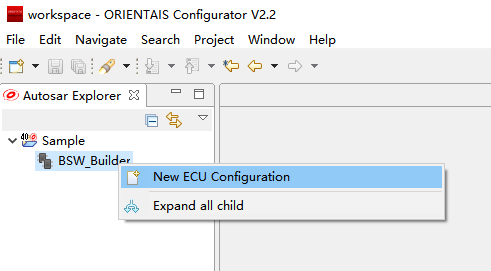 workspace - ORIENTAIS Configurator V2.2
File Edit Navigate Search Project Run Window Help
Autosar Explorer
Sample
BSW_Builder
New ECU Configuration
Expand all child